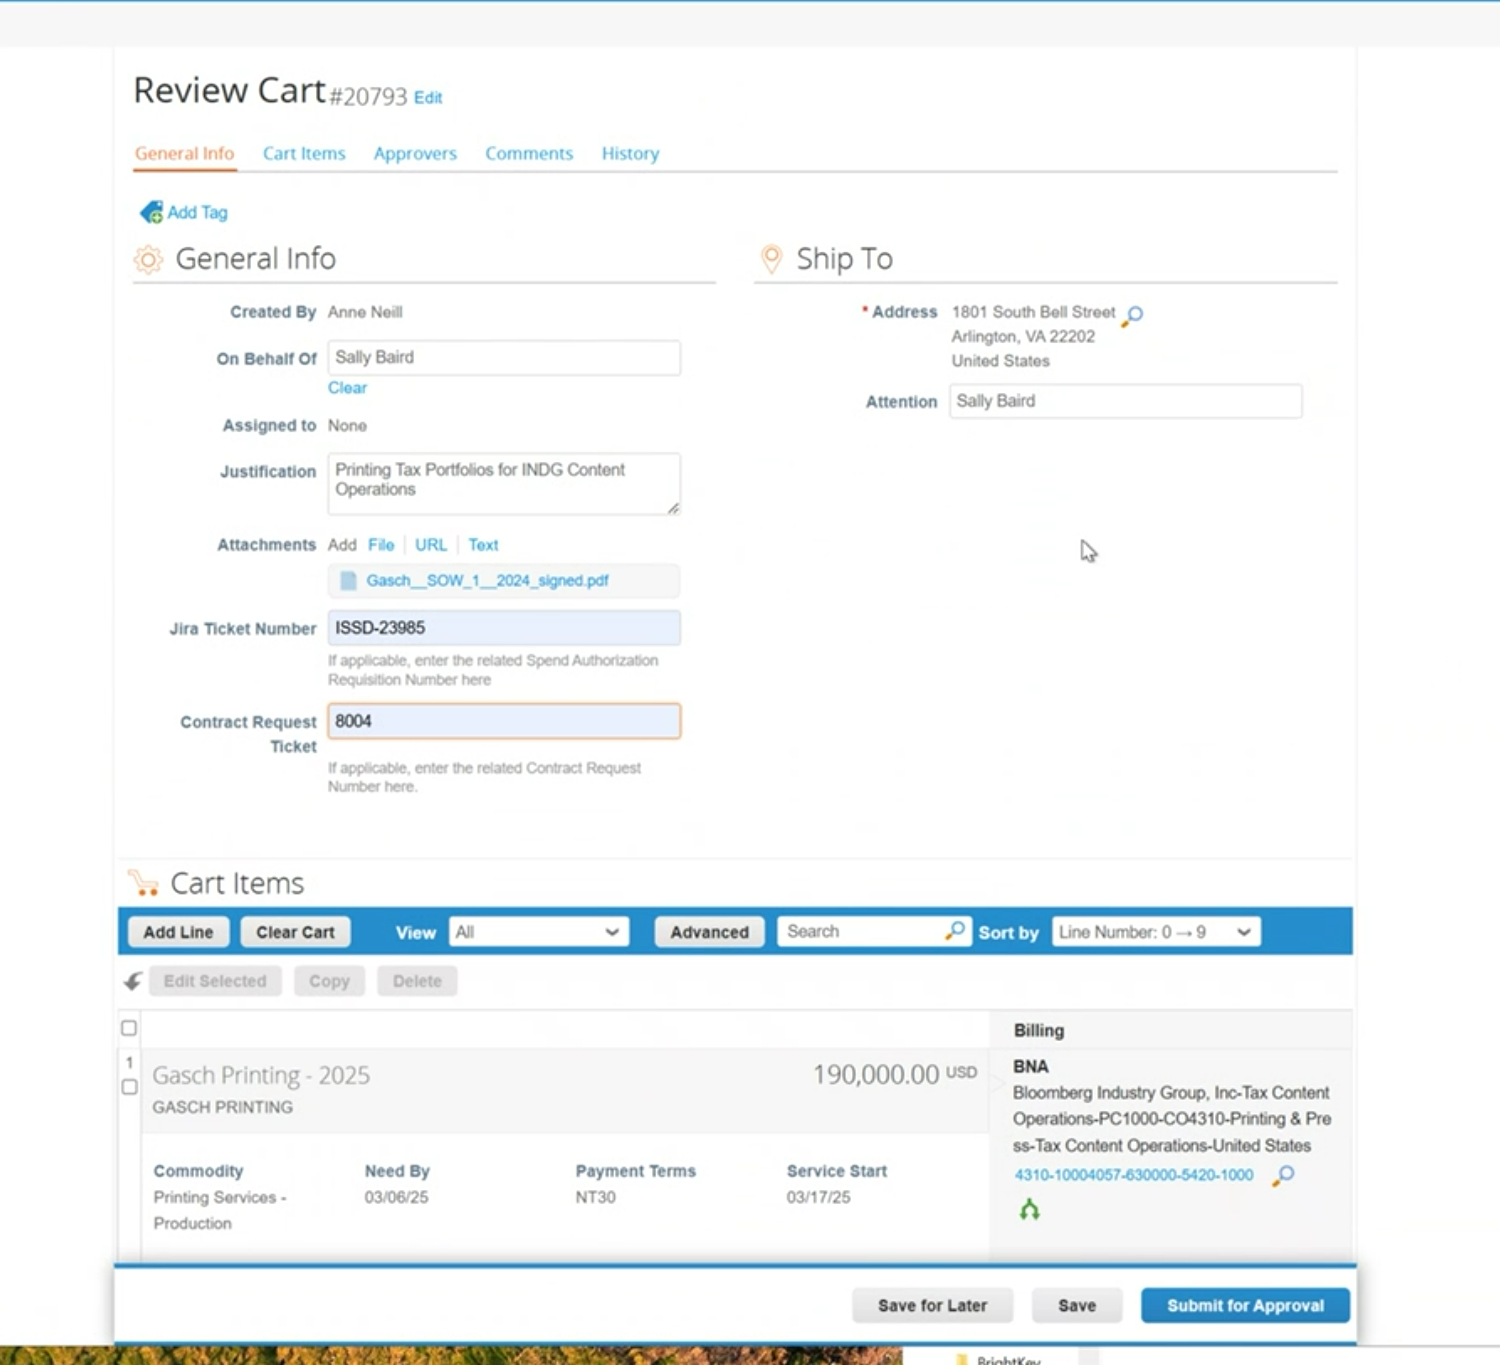 Review Cart #20793 Edit
General Info Cart Items Approvers Comments History
Add Tag
General Info
Created By Anne Neill
On Behalf Of Sally Baird
Clear
Assigned to None
Justification Printing Tax Portfolios for INDG Content
Operations
Attachments Add File URL Text
Gasch__SOW_1__2024_signed.pdf
Jira Ticket Number ISSD-23985
If applicable, enter the related Spend Authorization
Requisition Number here
Contract Request 8004
Ticket
If applicable, enter the related Contract Request
Number here.
Ship To
* Address 1801 South Bell Street
Arlington, VA 22202
United States
Attention Sally Baird
Cart Items
Add Line Clear Cart View All Advanced Search Sort by Line Number: 0 → 9
Edit Selected Copy Delete
Billing
1
Gasch Printing - 2025 190,000.00 USD
GASCH PRINTING
Commodity Need By Payment Terms Service Start
Printing Services - 03/06/25 NT30 03/17/25
Production
BNA
Bloomberg Industry Group, Inc-Tax Content
Operations-PC1000-CO4310-Printing & Pre
ss-Tax Content Operations-United States
4310-10004057-630000-5420-1000
Save for Later Save Submit for Approval
BrightKey